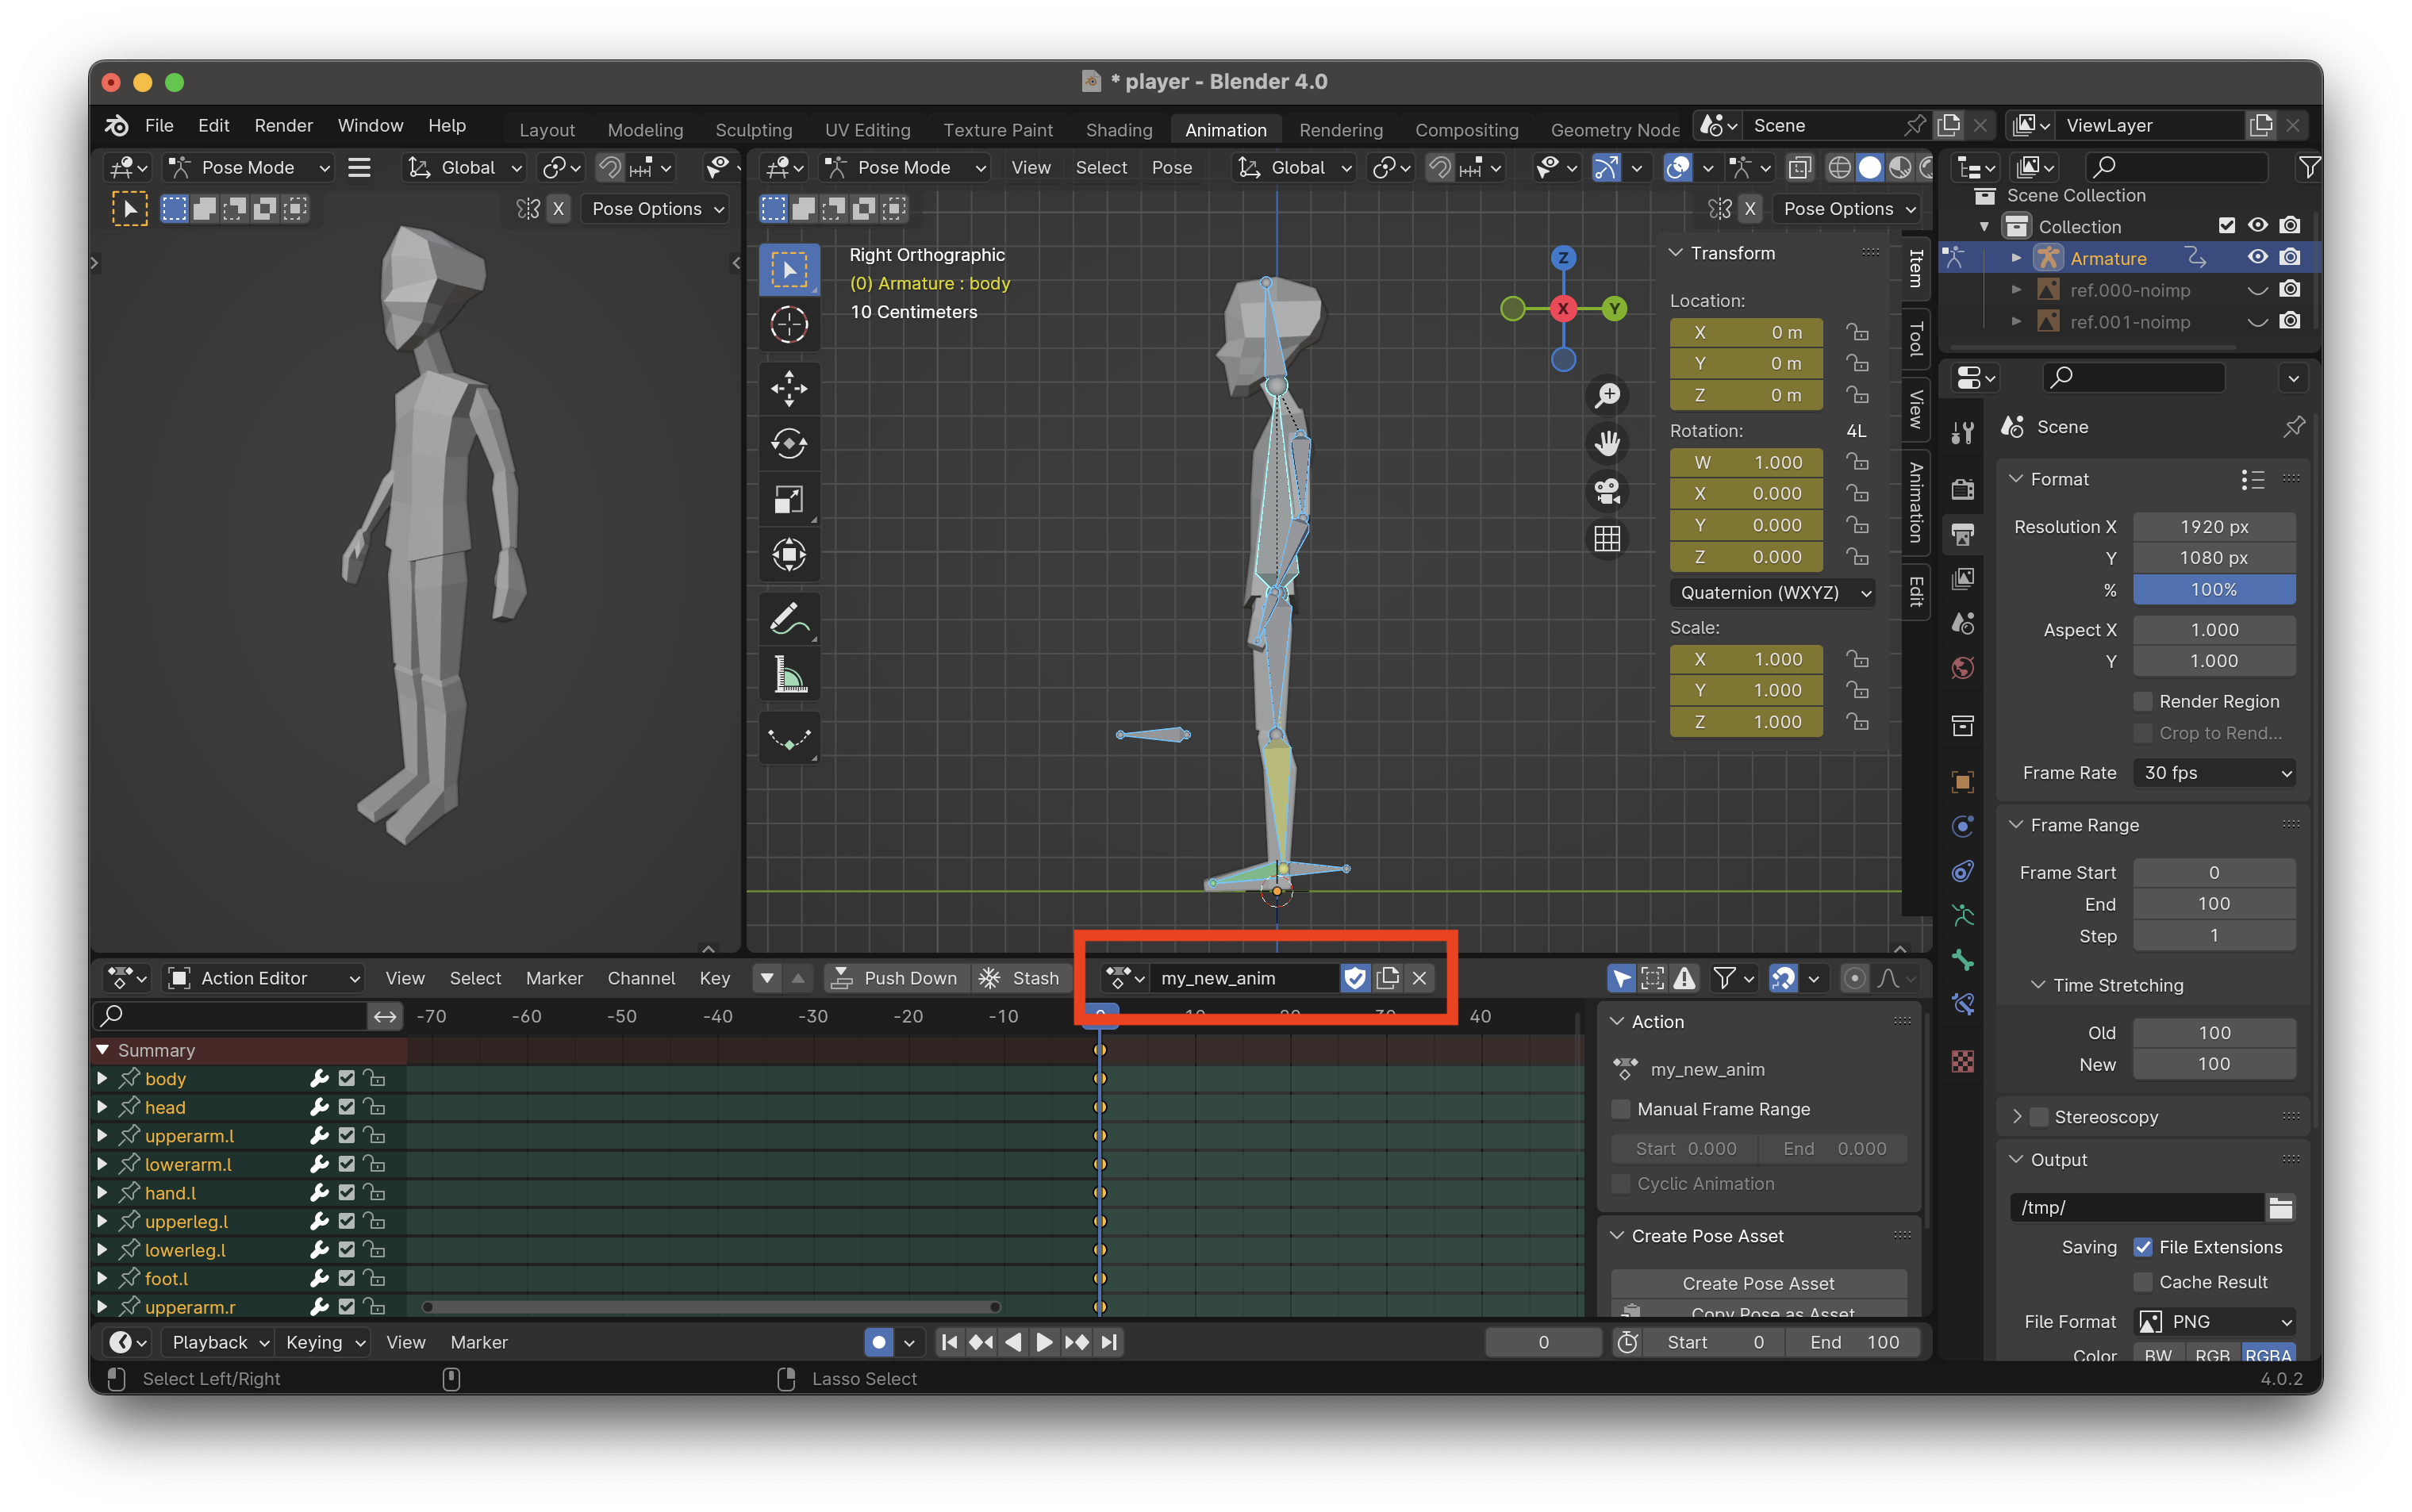 * player - Blender 4.0
File Edit Render Window Help Layout Modeling Sculpting UV Editing Texture Paint Shading Animation Rendering Compositing Geometry Node Scene ViewLayer
Pose Mode Global
X Pose Options
Pose Mode View Select Pose Global
X Pose Options
Right Orthographic
(0) Armature : body
10 Centimeters
Z
X
Y
Transform
Location:
X 0 m
Y 0 m
Z 0 m
Rotation: 4L
W 1.000
X 0.000
Y 0.000
Z 0.000
Quaternion (WXYZ)
Scale:
X 1.000
Y 1.000
Z 1.000
Item
Tool
View
Animation
Edit
Scene Collection
Collection
Armature
ref.000-noimp
ref.001-noimp
Scene
Format
Resolution X 1920 px
Y 1080 px
% 100%
Aspect X 1.000
Y 1.000
Render Region
Crop to Rend...
Frame Rate 30 fps
Frame Range
Frame Start 0
End 100
Step 1
Time Stretching
Old 100
New 100
Stereoscopy
Output
/tmp/
Saving File Extensions
Cache Result
File Format PNG
Color BW RGB RGBA
Action Editor View Select Marker Channel Key Push Down Stash my_new_anim
-70 -60 -50 -40 -30 -20 -10 0 10 20 30 40
Summary
body
head
upperarm.l
lowerarm.l
hand.l
upperleg.l
lowerleg.l
foot.l
upperarm.r
Action
my_new_anim
Manual Frame Range
Start 0.000 End 0.000
Cyclic Animation
Create Pose Asset
Create Pose Asset
Copy Pose as Asset
Playback Keying View Marker 0 Start 0 End 100
Select Left/Right Lasso Select 4.0.2